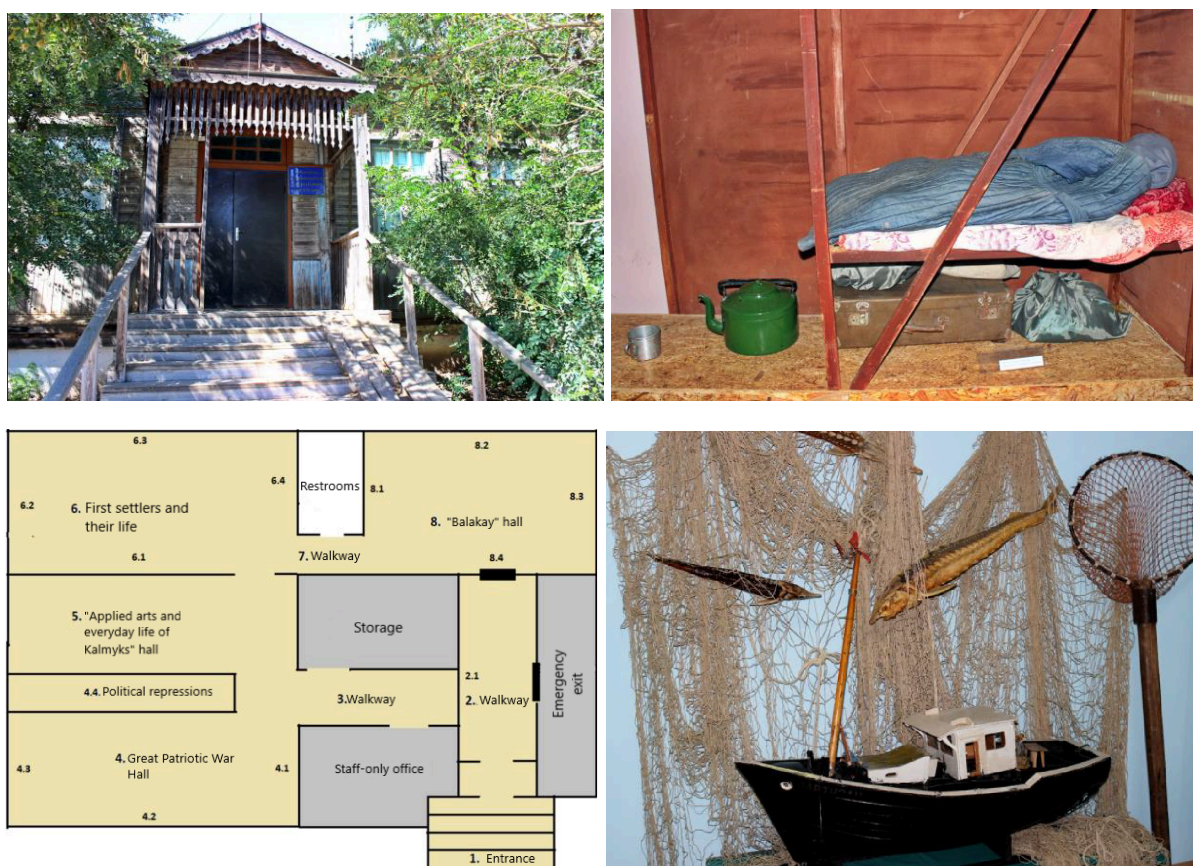 6.3
8.2
6.4
Restrooms
8.1
6.2
8.3
6. First settlers and
their life
8. "Balakay" hall
6.1
7. Walkway
8.4
5. "Applied arts and
everyday life of
Kalmyks" hall
Storage
4.4. Political repressions
3. Walkway
2.1
2. Walkway
Emergency
exit
4. Great Patriotic War
Hall
4.3
4.1
4.2
Staff-only office
1. Entrance